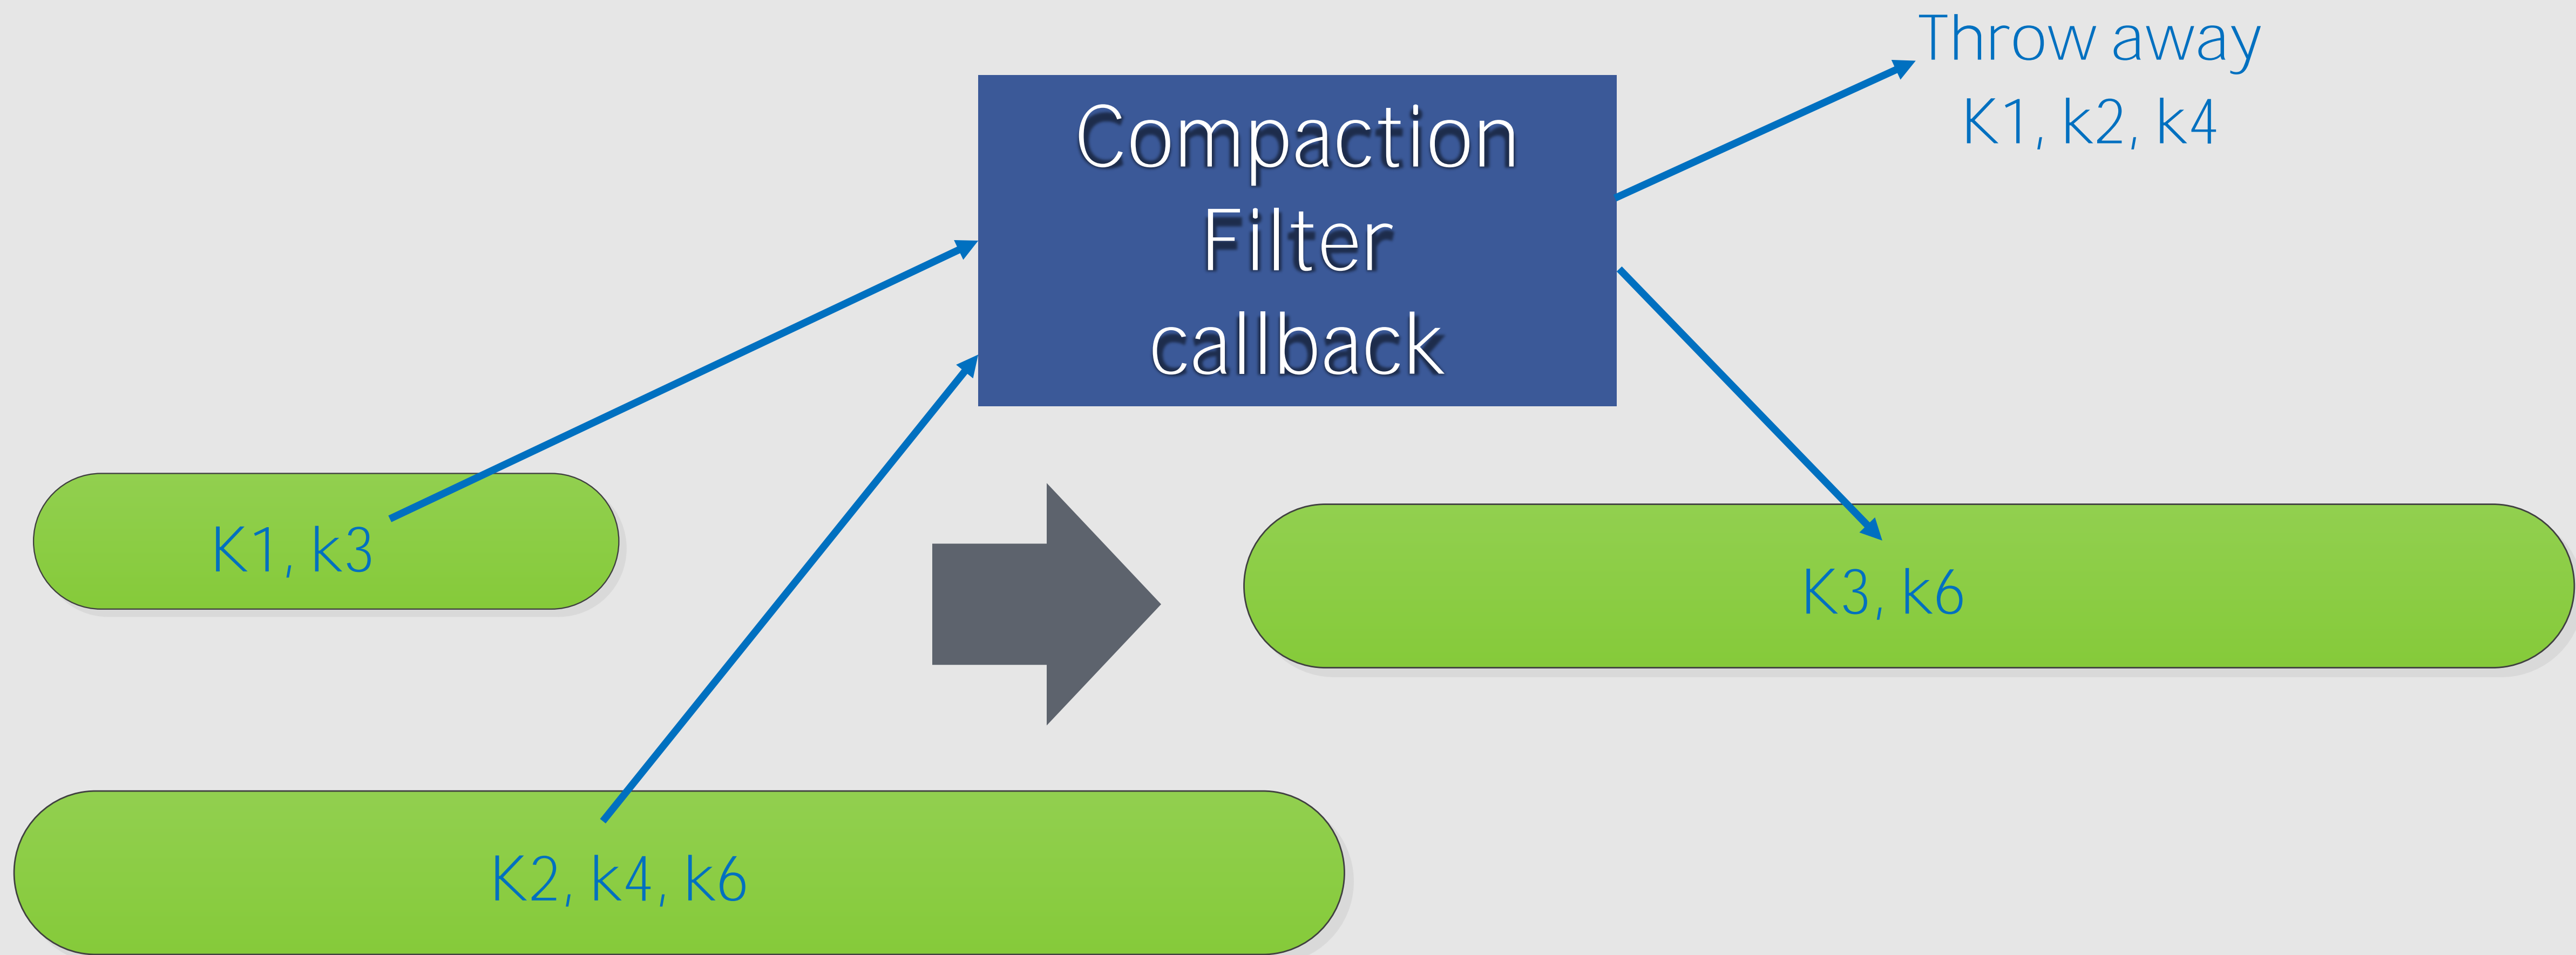 Throw away
K1, k2, k4
Compaction
Filter
callback
K1, k3
K3, k6
K2, k4, k6